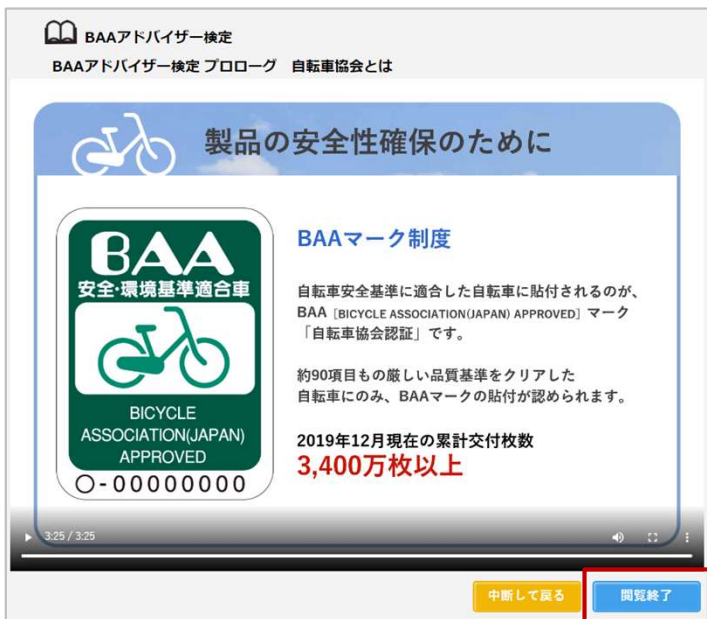 BAAアドバイザー検定
BAAアドバイザー検定 プロローグ　自転車協会とは
製品の安全性確保のために
BAA
安全･環境基準適合車
BICYCLE
ASSOCIATION(JAPAN)
APPROVED
○-00000000
BAAマーク制度
自転車安全基準に適合した自転車に貼付されるのが、
BAA［BICYCLE ASSOCIATION(JAPAN) APPROVED］マーク
「自転車協会認証」です。
約90項目もの厳しい品質基準をクリアした
自転車にのみ、BAAマークの貼付が認められます。
2019年12月現在の累計交付枚数
3,400万枚以上
3:25 / 3:25
中断して戻る
閲覧終了